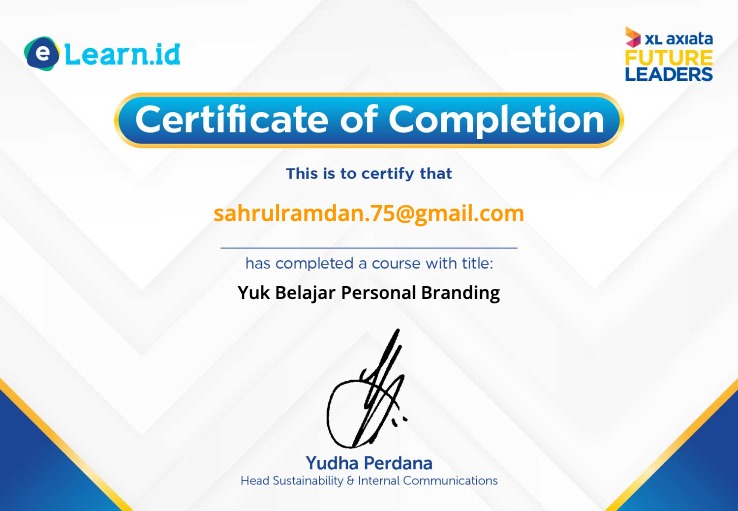 e Learn.id
XL axiata
FUTURE
LEADERS
Certificate of Completion
This is to certify that
sahrulramdan.75@gmail.com
has completed a course with title:
Yuk Belajar Personal Branding
Yudha Perdana
Head Sustainability & Internal Communications